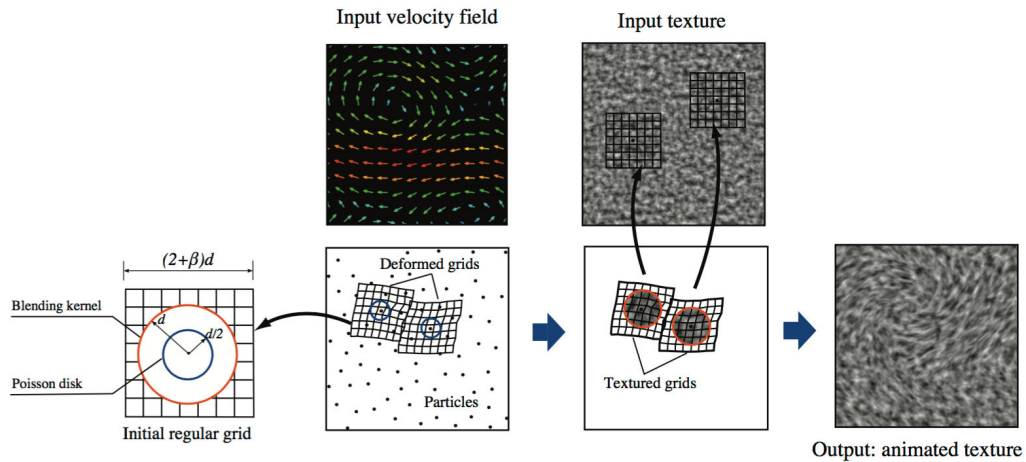 Input velocity field
Input texture
(2+β)d
Deformed grids
Blending kernel
d
d/2
Poisson disk
Particles
Textured grids
Initial regular grid
Output: animated texture